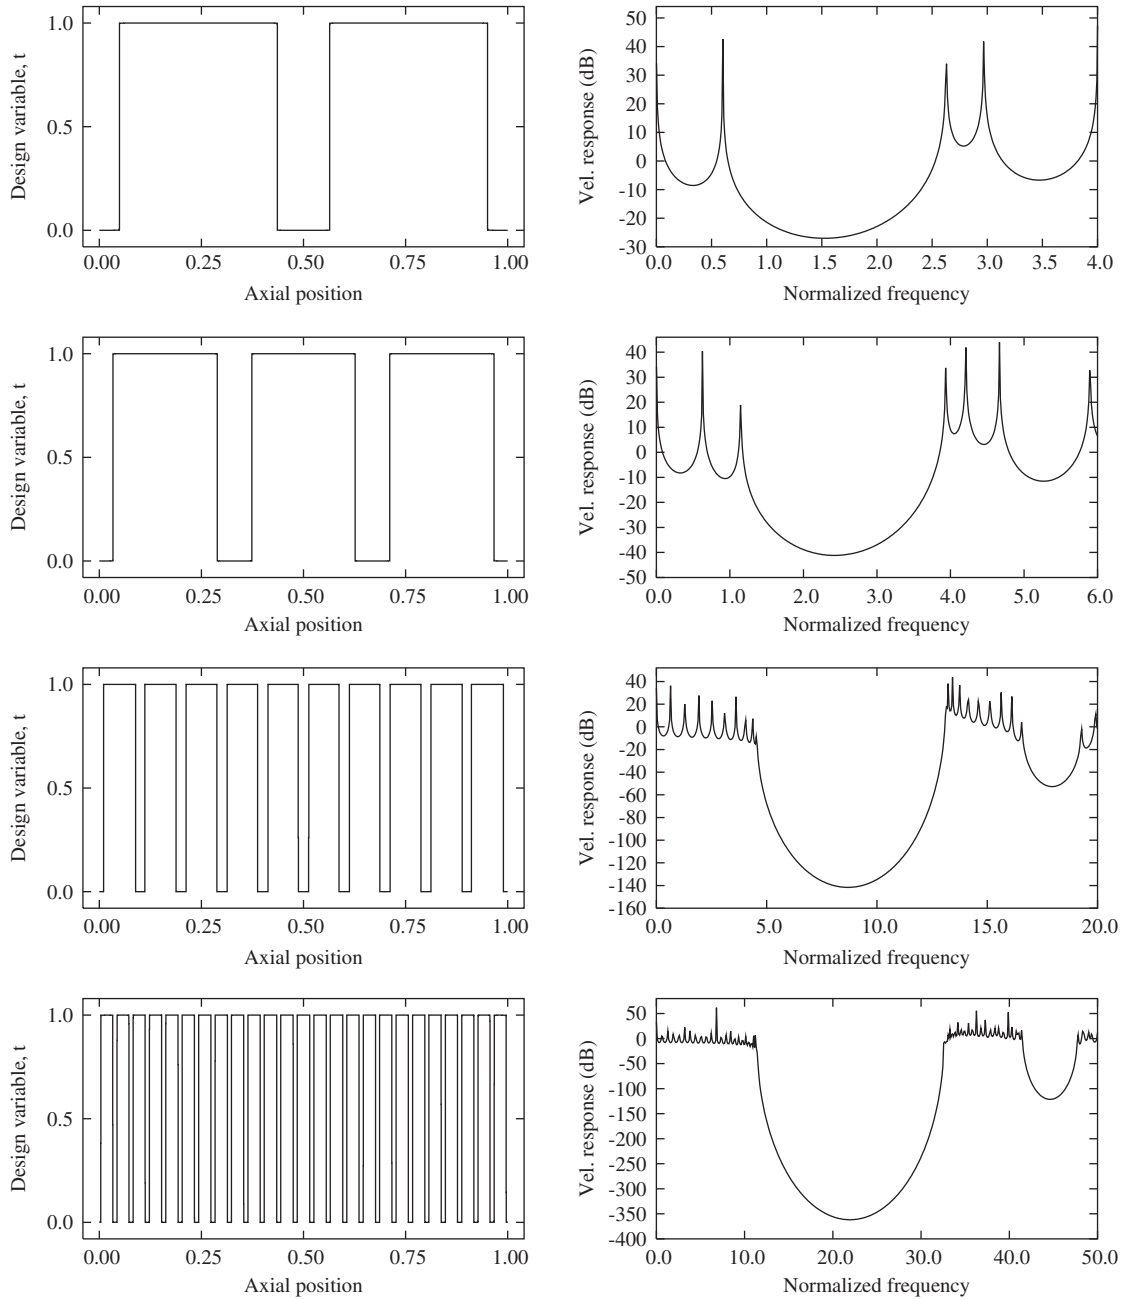 Design variable, t
1.0
0.5
0.0
0.00 0.25 0.50 0.75 1.00
Axial position
Vel. response (dB)
50
40
30
20
10
0
-10
-20
-30
0.0 0.5 1.0 1.5 2.0 2.5 3.0 3.5 4.0
Normalized frequency
Design variable, t
1.0
0.5
0.0
0.00 0.25 0.50 0.75 1.00
Axial position
Vel. response (dB)
40
30
20
10
0
-10
-20
-30
-40
-50
0.0 1.0 2.0 3.0 4.0 5.0 6.0
Normalized frequency
Design variable, t
1.0
0.5
0.0
0.00 0.25 0.50 0.75 1.00
Axial position
Vel. response (dB)
40
20
0
-20
-40
-60
-80
-100
-120
-140
-160
0.0 5.0 10.0 15.0 20.0
Normalized frequency
Design variable, t
1.0
0.5
0.0
0.00 0.25 0.50 0.75 1.00
Axial position
Vel. response (dB)
50
0
-50
-100
-150
-200
-250
-300
-350
-400
0.0 10.0 20.0 30.0 40.0 50.0
Normalized frequency